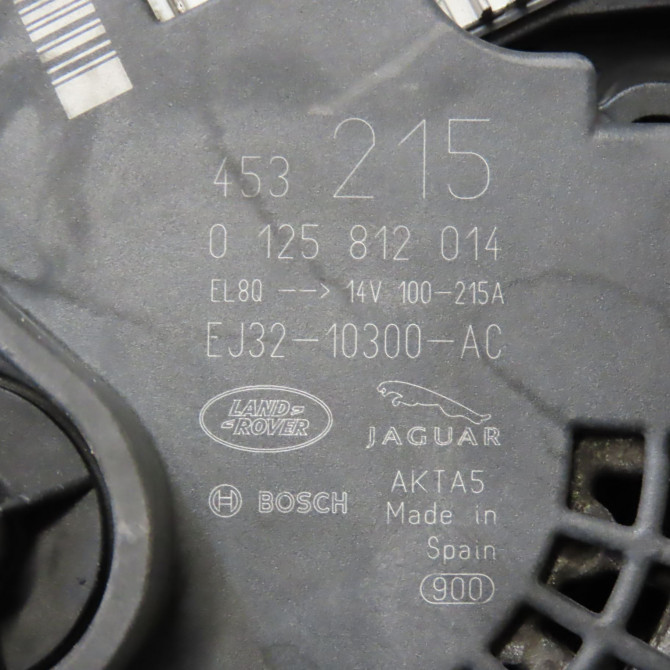 453 215
0 125 812 014
EL8Q --> 14V 100-215A
EJ32-10300-AC
LAND-
-ROVER
JAGUAR
AKTA5
BOSCH
Made in
Spain
900